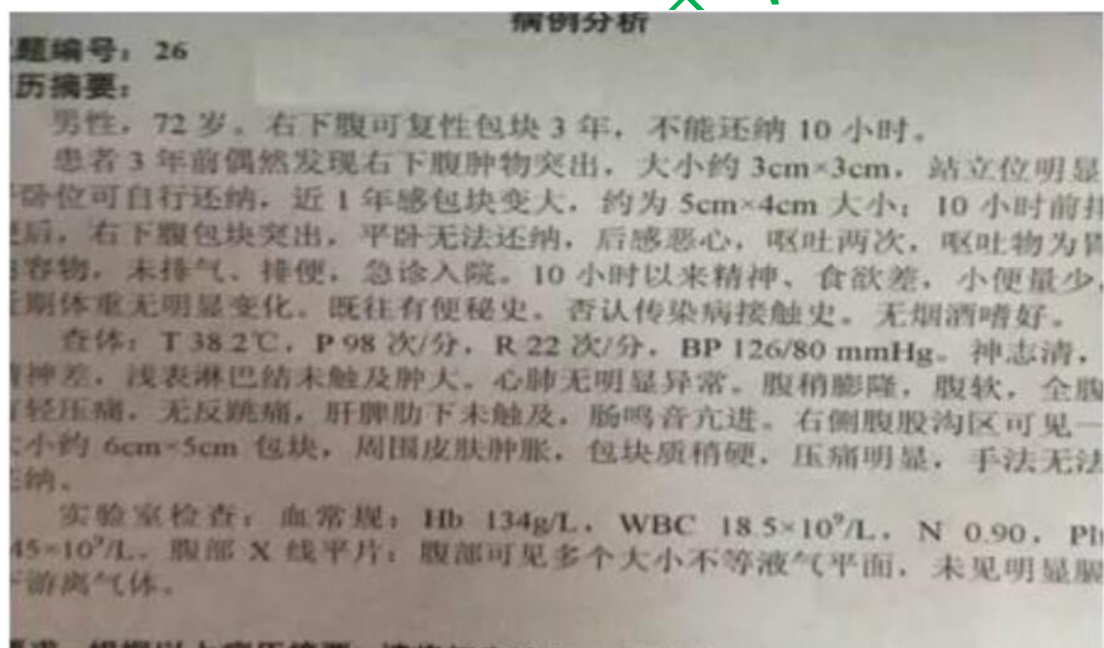 病例分析
题编号：26
历摘要：
男性，72岁。右下腹可复性包块3年，不能还纳10小时。
患者3年前偶然发现右下腹肿物突出，大小约3cm×3cm，站立位明显
卧位可自行还纳，近1年感包块变大，约为5cm×4cm大小；10小时前排
便后，右下腹包块突出，平卧无法还纳，后感恶心，呕吐两次，呕吐物为胃
容物，未排气、排便，急诊入院。10小时以来精神、食欲差，小便量少，
期体重无明显变化。既往有便秘史。否认传染病接触史。无烟酒嗜好。
查体：T 38.2℃，P 98次/分，R 22次/分，BP 126/80 mmHg。神志清，
神差，浅表淋巴结未触及肿大。心肺无明显异常。腹稍膨隆，腹软，全腹
轻压痛，无反跳痛，肝脾肋下未触及，肠鸣音亢进。右侧腹股沟区可见一
小约6cm×5cm包块，周围皮肤肿胀，包块质稍硬，压痛明显，手法无法
纳。
实验室检查：血常规：Hb 134g/L，WBC 18.5×10⁹/L，N 0.90，Pl
45×10⁹/L。腹部X线平片：腹部可见多个大小不等液气平面，未见明显膈
下游离气体。